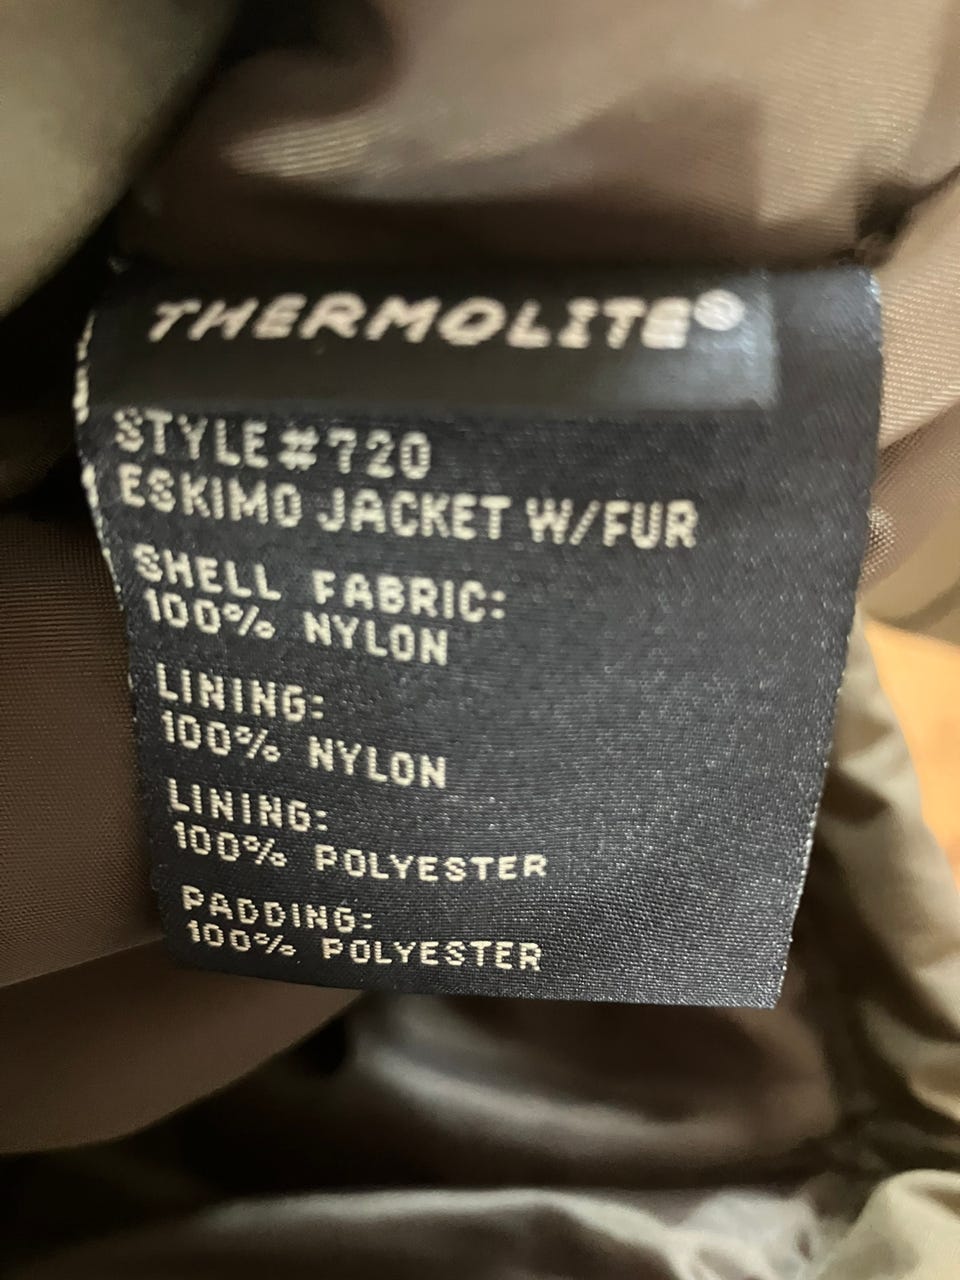 THERMOLITE®
STYLE#720
ESKIMO JACKET W/FUR
SHELL FABRIC:
100% NYLON
LINING:
100% NYLON
LINING:
100% POLYESTER
PADDING:
100% POLYESTER